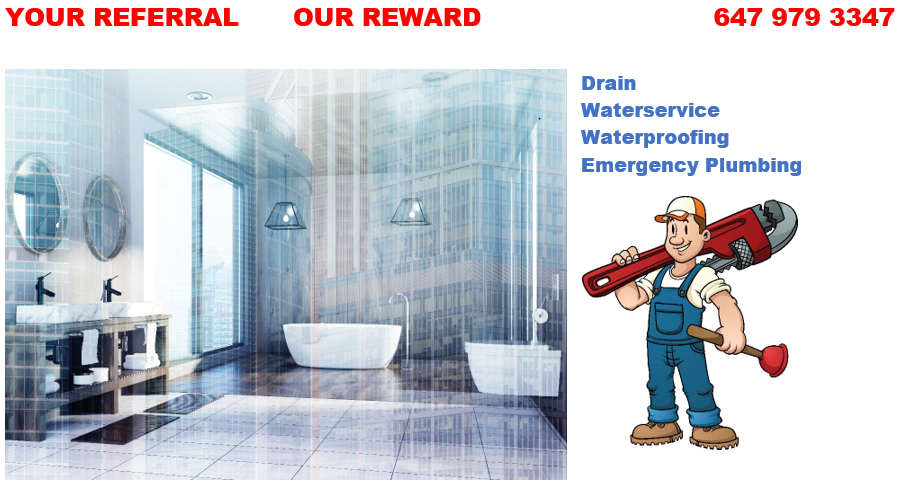 YOUR REFERRAL OUR REWARD 647 979 3347
Drain
Waterservice
Waterproofing
Emergency Plumbing